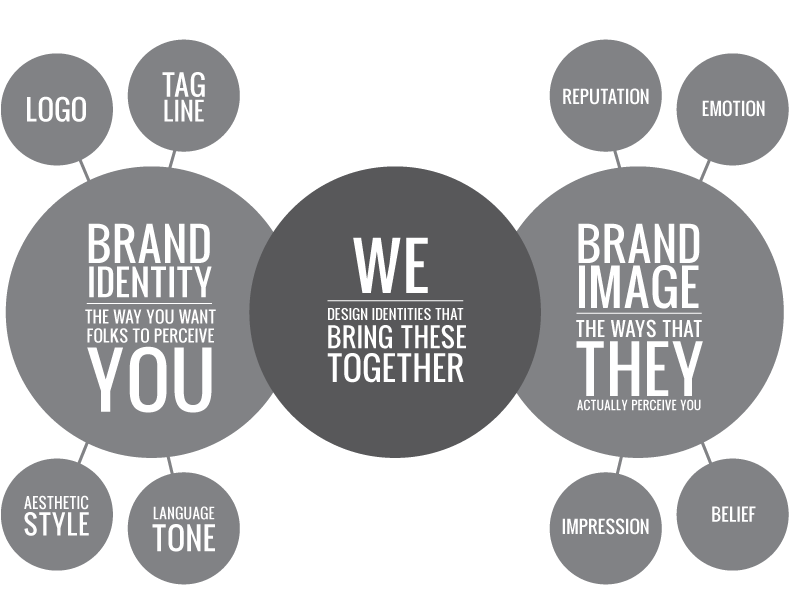 LOGO
TAG
LINE
REPUTATION
EMOTION
BRAND
IDENTITY
THE WAY YOU WANT
FOLKS TO PERCEIVE
YOU
WE
DESIGN IDENTITIES THAT
BRING THESE
TOGETHER
BRAND
IMAGE
THE WAYS THAT
THEY
ACTUALLY PERCEIVE YOU
AESTHETIC
STYLE
LANGUAGE
TONE
IMPRESSION
BELIEF